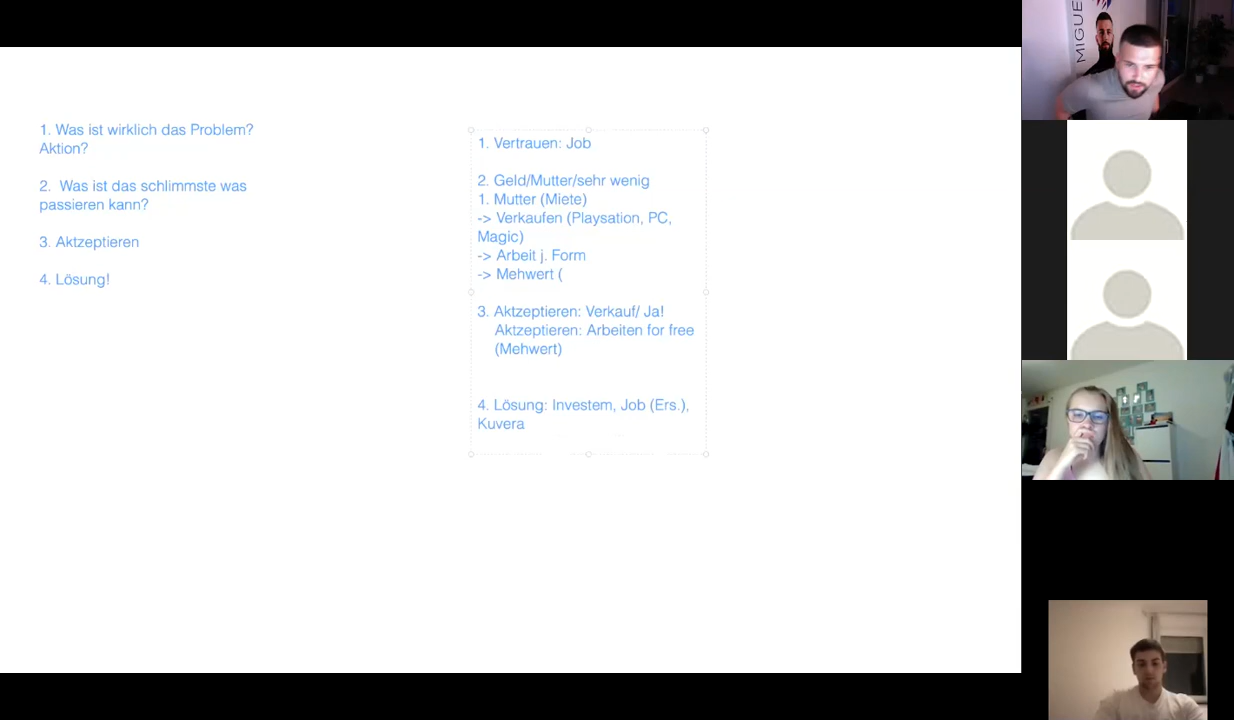 1. Was ist wirklich das Problem?
Aktion?
2. Was ist das schlimmste was
passieren kann?
3. Aktzeptieren
4. Lösung!
1. Vertrauen: Job
2. Geld/Mutter/sehr wenig
1. Mutter (Miete)
-> Verkaufen (Playsation, PC,
Magic)
-> Arbeit j. Form
-> Mehwert (
3. Aktzeptieren: Verkauf/ Ja!
Aktzeptieren: Arbeiten for free
(Mehwert)
4. Lösung: Investem, Job (Ers.),
Kuvera
MIGUE